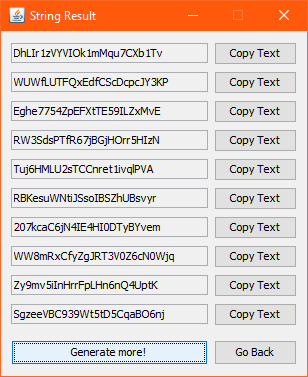 String Result
DhLIr1zVYVIOk1mMqu7CXb1Tv Copy Text
WUWfLUTFQxEdfCScDcpcJY3KP Copy Text
Eghe7754ZpEFXtTE59ILZxMvE Copy Text
RW3SdsPTfR67jBGjHOrr5HIzN Copy Text
Tuj6HMLU2sTCCnret1ivqlPVA Copy Text
RBKesuWNtiJSsoIBSZhUBsvyr Copy Text
207kcaC6jN4IE4HI0DTyBYvem Copy Text
WW8mRxCfyZgJRT3V0Z6cN0Wjq Copy Text
Zy9mv5iInHrrFpLHn6nQ4UptK Copy Text
SgzeeVBC939Wt5tD5CqaBO6nj Copy Text
Generate more! Go Back